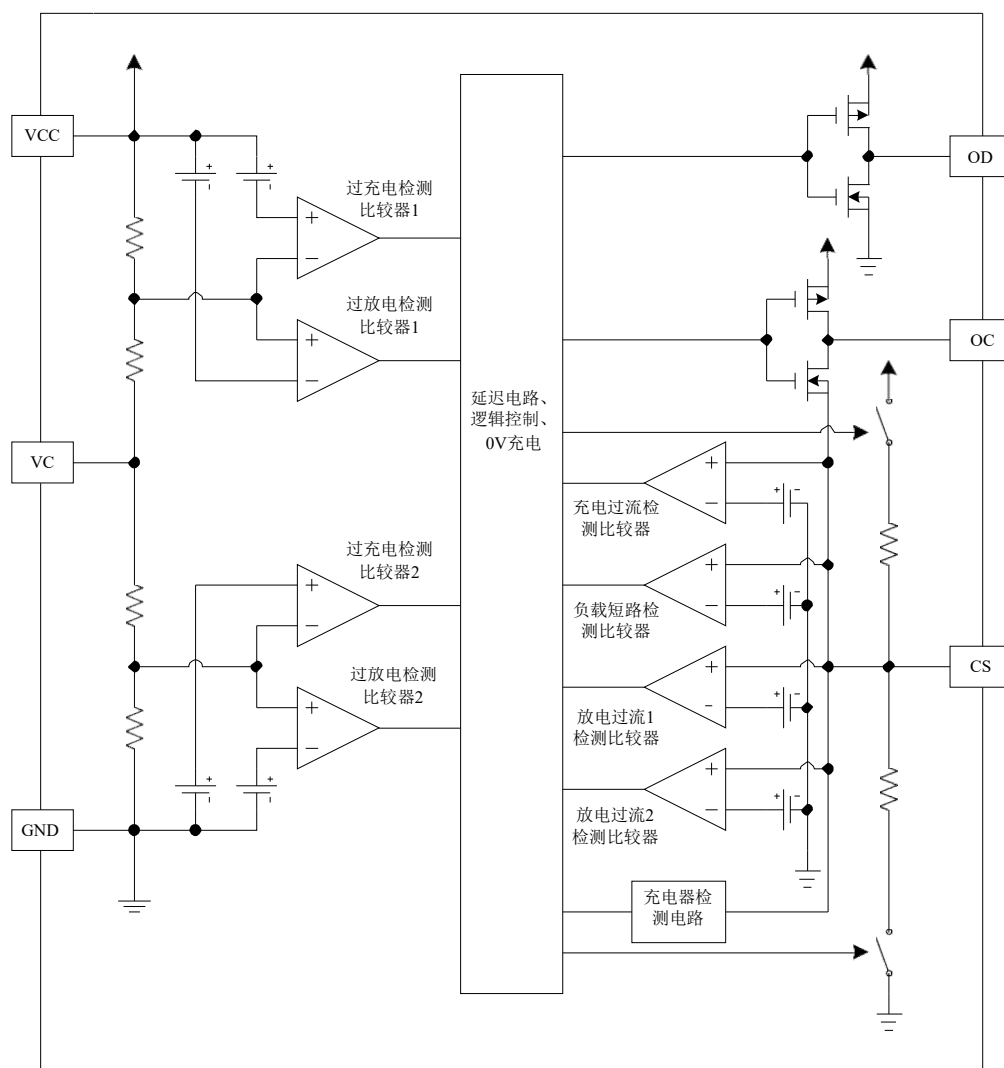 VCC
OD
过充电检测
比较器1
+
−
过放电检测
比较器1
+
−
OC
延迟电路、
逻辑控制、
0V充电
VC
+
−
充电过流检
测比较器
过充电检测
比较器2
+
−
+
−
负载短路检
测比较器
过放电检测
比较器2
+
−
CS
+
-
放电过流1
检测比较器
+
−
放电过流2
检测比较器
GND
充电器检
测电路